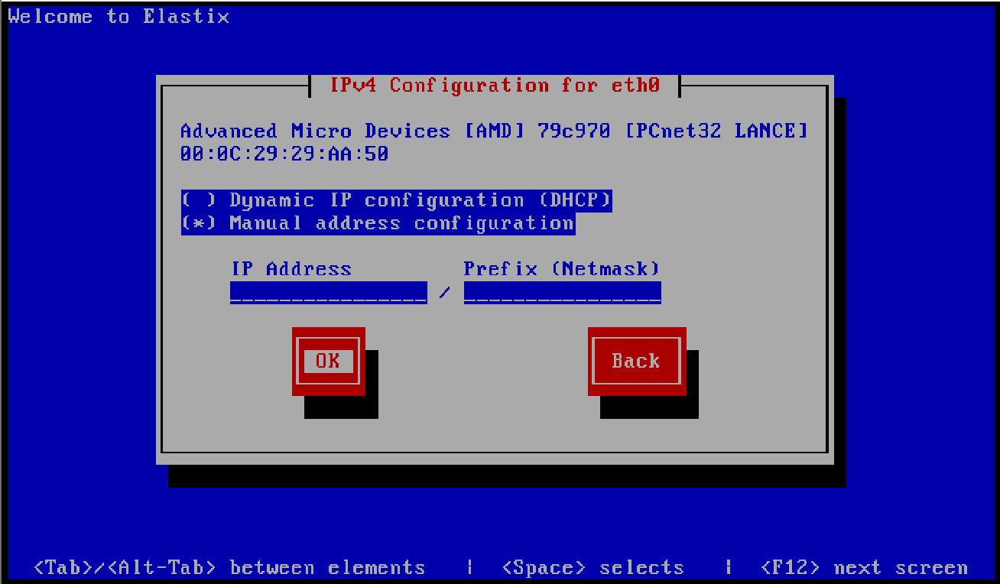 Welcome to Elastix
IPv4 Configuration for eth0
Advanced Micro Devices [AMD] 79c970 [PCnet32 LANCE]
00:0C:29:29:AA:50
( ) Dynamic IP configuration (DHCP)
(*) Manual address configuration
IP Address Prefix (Netmask)
________________ / ________________
OK Back
<Tab>/<Alt-Tab> between elements | <Space> selects | <F12> next screen